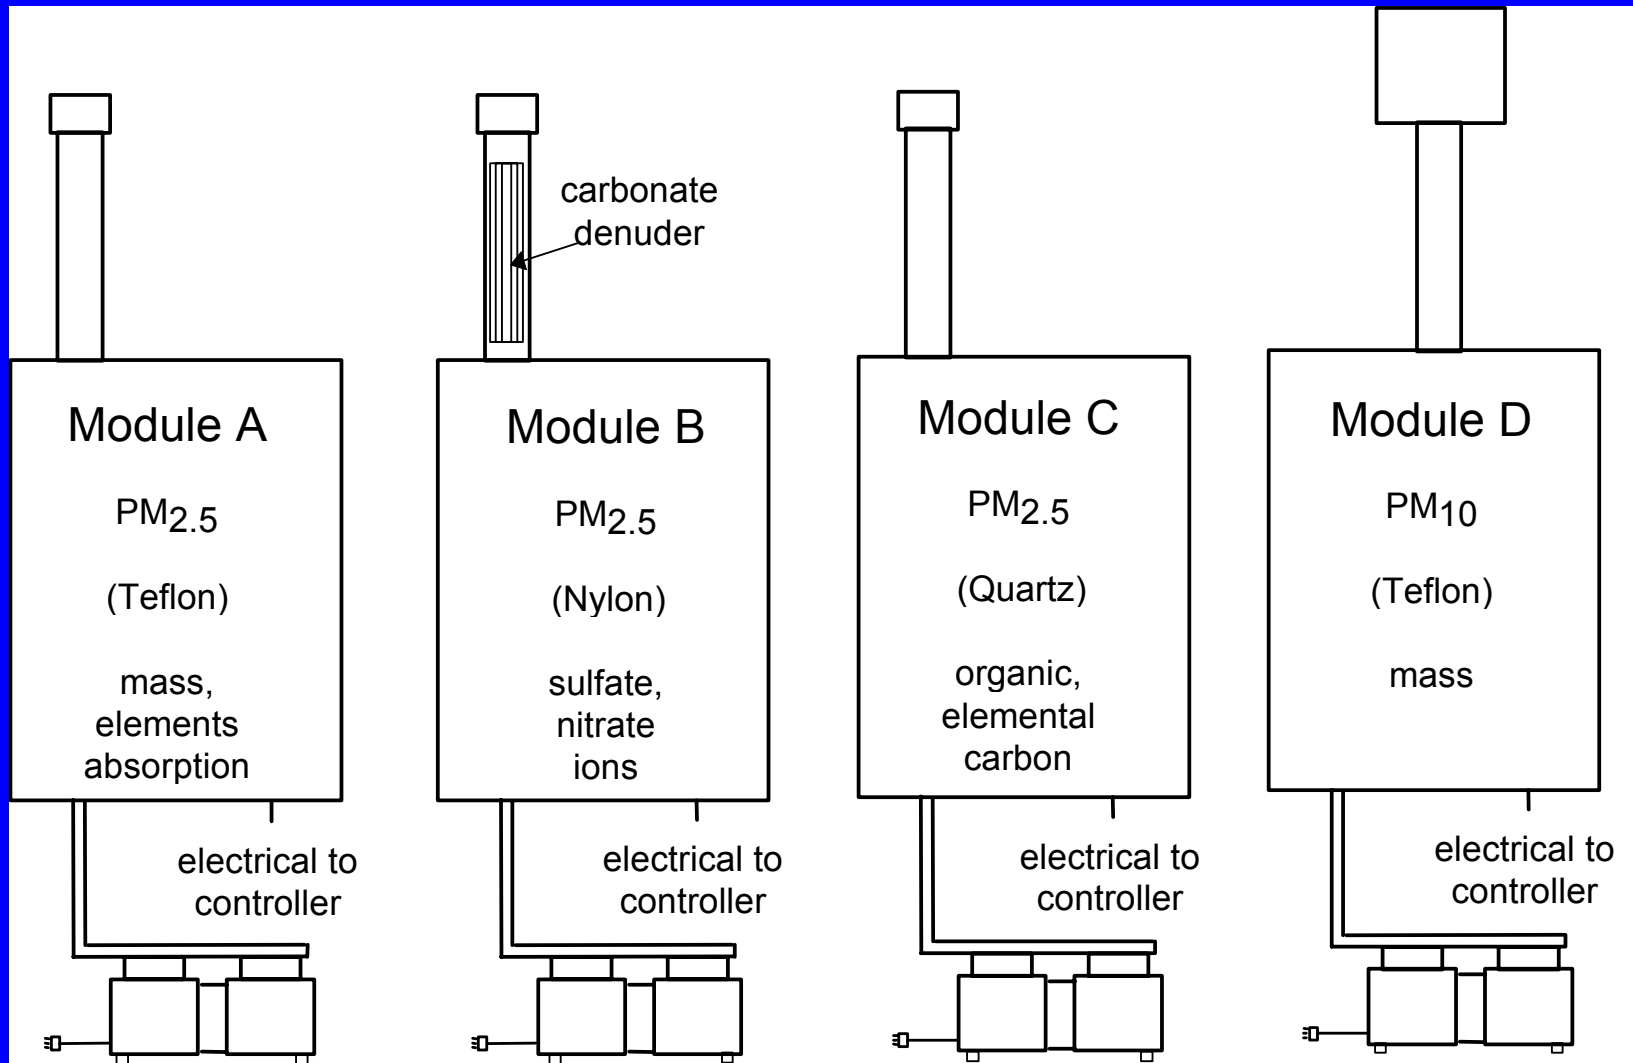 carbonate
denuder
Module A
PM2.5
(Teflon)
mass,
elements
absorption
electrical to
controller
Module B
PM2.5
(Nylon)
sulfate,
nitrate
ions
electrical to
controller
Module C
PM2.5
(Quartz)
organic,
elemental
carbon
electrical to
controller
Module D
PM10
(Teflon)
mass
electrical to
controller